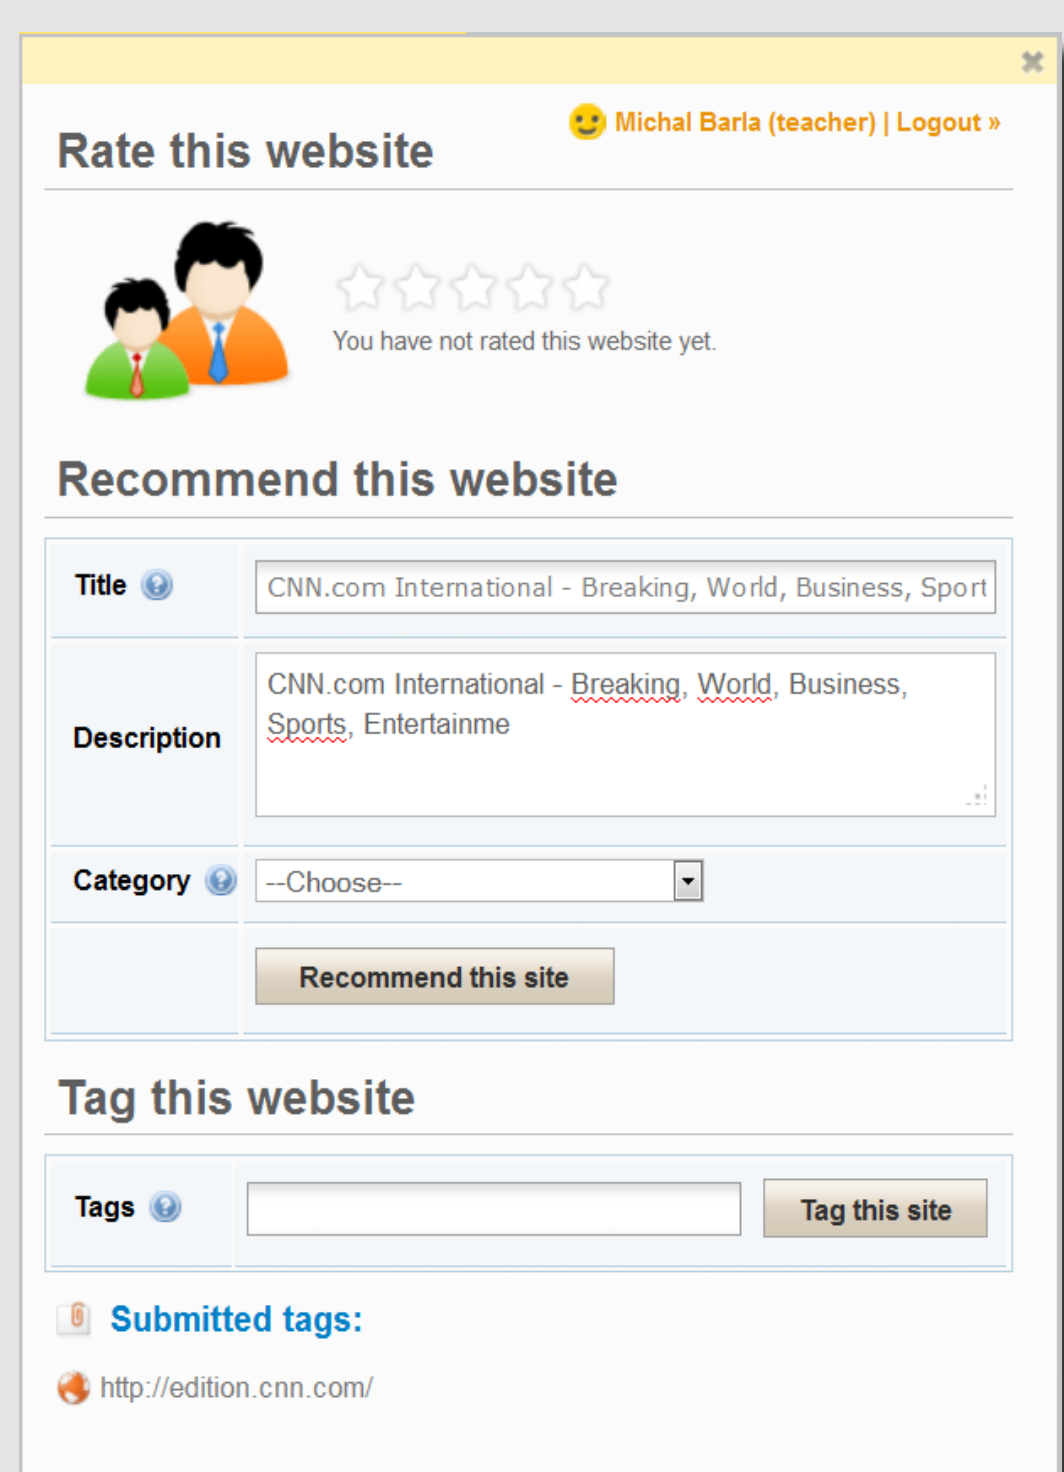 Michal Barla (teacher) | Logout »
Rate this website
You have not rated this website yet.
Recommend this website
Title
CNN.com International - Breaking, World, Business, Sport
Description
CNN.com International - Breaking, World, Business,
Sports, Entertainme
Category
--Choose--
Recommend this site
Tag this website
Tags
Tag this site
Submitted tags:
http://edition.cnn.com/